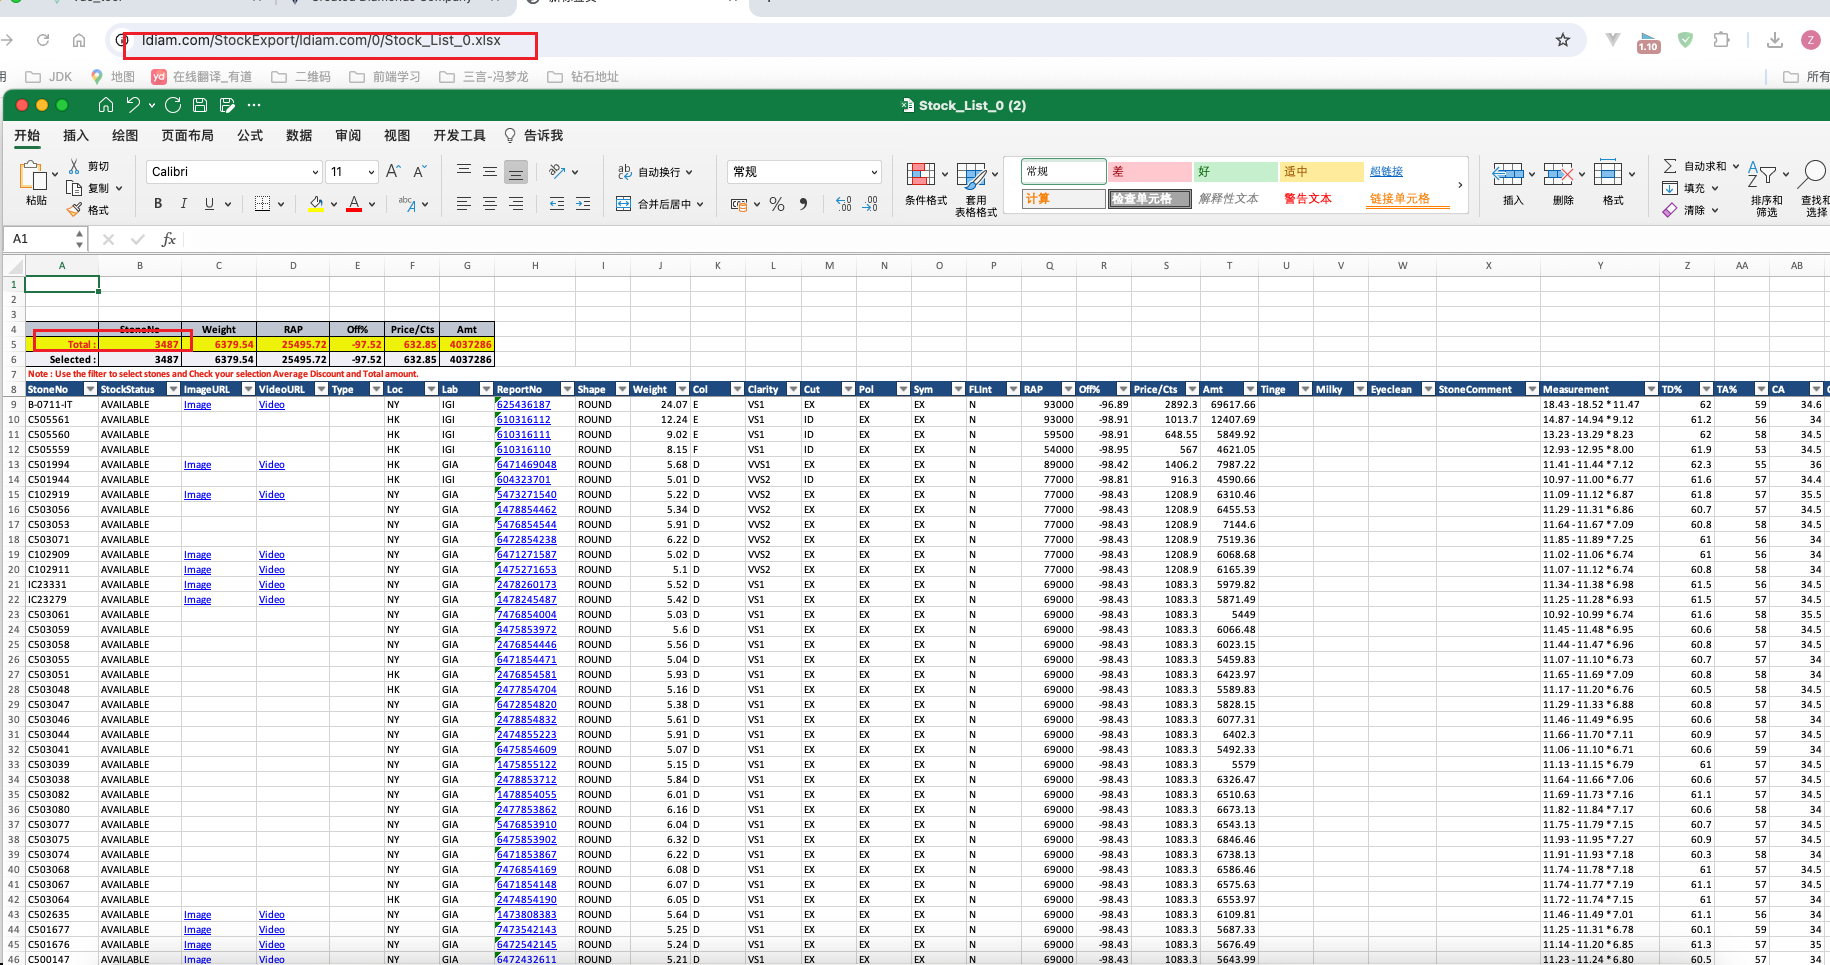 Idiam.com/StockExport/Idiam.com/0/Stock_List_0.xlsx
1.10 Z
JDK 地图 yd 在线翻译_有道 二维码 前端学习 三言-冯梦龙 钻石地址 所有
Stock_List_0 (2)
开始 插入 绘图 页面布局 公式 数据 审阅 视图 开发工具 告诉我
粘贴 剪切 复制 格式 Calibri 11 B I U A 自动换行 合并后居中 常规 % 条件格式 套用表格格式 常规 差 好 适中 超链接 计算 检查单元格 解释性文本 警告文本 链接单元格 插入 删除 格式 自动求和 填充 清除 排序和筛选 查找和选择
A1 fx
A B C D E F G H I J K L M N O P Q R S T U V W X Y Z AA AB
1
2
3
4 StoneNo Weight RAP Off% Price/Cts Amt
5 Total : 3487 6379.54 25495.72 -97.52 632.85 4037286
6 Selected : 3487 6379.54 25495.72 -97.52 632.85 4037286
7 Note : Use the filter to select stones and Check your selection Average Discount and Total amount.
8 StoneNo StockStatus ImageURL VideoURL Type Loc Lab ReportNo Shape Weight Col Clarity Cut Pol Sym FLInt RAP Off% Price/Cts Amt Tinge Milky Eyeclean StoneComment Measurement TD% TA% CA
9 B-0711-IT AVAILABLE Image Video NY IGI 625436187 ROUND 24.07 E VS1 EX EX EX N 93000 -96.89 2892.3 69617.66 18.43 - 18.52 * 11.47 62 59 34.6
10 C505561 AVAILABLE HK IGI 610316112 ROUND 12.24 E VS1 ID EX EX N 93000 -98.91 1013.7 12407.69 14.87 - 14.94 * 9.12 61.2 56 34
11 C505560 AVAILABLE HK IGI 610316111 ROUND 9.02 E VS1 ID EX EX N 59500 -98.91 648.55 5849.92 13.23 - 13.29 * 8.23 62 58 34.5
12 C505559 AVAILABLE HK IGI 610316110 ROUND 8.15 F VS1 ID EX EX N 54000 -98.95 567 4621.05 12.93 - 12.95 * 8.00 61.9 53 34.5
13 C501994 AVAILABLE Image Video HK GIA 6471469048 ROUND 5.68 D VVS1 EX EX EX N 89000 -98.42 1406.2 7987.22 11.41 - 11.44 * 7.12 62.3 55 36
14 C501944 AVAILABLE HK IGI 604323701 ROUND 5.01 D VVS2 ID EX EX N 77000 -98.81 916.3 4590.66 10.97 - 11.00 * 6.77 61.6 57 34.4
15 C102919 AVAILABLE Image Video NY GIA 5473271540 ROUND 5.22 D VVS2 EX EX EX N 77000 -98.43 1208.9 6310.46 11.09 - 11.12 * 6.87 61.8 57 35.5
16 C503056 AVAILABLE NY GIA 1478854462 ROUND 5.34 D VVS2 EX EX EX N 77000 -98.43 1208.9 6455.53 11.29 - 11.31 * 6.86 60.7 57 34.5
17 C503053 AVAILABLE NY GIA 5476854544 ROUND 5.91 D VVS2 EX EX EX N 77000 -98.43 1208.9 7144.6 11.64 - 11.67 * 7.09 60.8 58 34.5
18 C503071 AVAILABLE NY GIA 6472854238 ROUND 6.22 D VVS2 EX EX EX N 77000 -98.43 1208.9 7519.36 11.85 - 11.89 * 7.25 61 56 34
19 C102909 AVAILABLE Image Video NY GIA 6471271587 ROUND 5.02 D VVS2 EX EX EX N 77000 -98.43 1208.9 6068.68 11.02 - 11.06 * 6.74 61 56 34
20 C102911 AVAILABLE Image Video NY GIA 1475271653 ROUND 5.1 D VVS2 EX EX EX N 77000 -98.43 1208.9 6165.39 11.07 - 11.12 * 6.74 60.8 58 34
21 IC23331 AVAILABLE Image Video NY GIA 2478260173 ROUND 5.52 D VS1 EX EX EX N 69000 -98.43 1083.3 5979.82 11.34 - 11.38 * 6.98 61.5 56 34.5
22 IC23279 AVAILABLE Image Video NY GIA 1478245487 ROUND 5.42 D VS1 EX EX EX N 69000 -98.43 1083.3 5871.49 11.25 - 11.28 * 6.93 61.5 57 34.5
23 C503061 AVAILABLE NY GIA 7476854004 ROUND 5.03 D VS1 EX EX EX N 69000 -98.43 1083.3 5449 10.92 - 10.99 * 6.74 61.6 58 35.5
24 C503059 AVAILABLE NY GIA 3475853972 ROUND 5.6 D VS1 EX EX EX N 69000 -98.43 1083.3 6066.48 11.45 - 11.48 * 6.95 60.6 58 34.5
25 C503058 AVAILABLE NY GIA 2476854446 ROUND 5.56 D VS1 EX EX EX N 69000 -98.43 1083.3 6023.15 11.44 - 11.47 * 6.96 60.8 57 34.5
26 C503055 AVAILABLE NY GIA 6471854471 ROUND 5.04 D VS1 EX EX EX N 69000 -98.43 1083.3 5459.83 11.07 - 11.10 * 6.73 60.7 57 34
27 C503051 AVAILABLE HK GIA 2476854581 ROUND 5.93 D VS1 EX EX EX N 69000 -98.43 1083.3 6423.97 11.65 - 11.69 * 7.09 60.8 58 34
28 C503048 AVAILABLE HK GIA 2477854704 ROUND 5.16 D VS1 EX EX EX N 69000 -98.43 1083.3 5589.83 11.17 - 11.20 * 6.76 60.5 58 34.5
29 C503047 AVAILABLE NY GIA 6472854820 ROUND 5.38 D VS1 EX EX EX N 69000 -98.43 1083.3 5828.15 11.29 - 11.33 * 6.88 60.8 57 34.5
30 C503046 AVAILABLE NY GIA 2478854832 ROUND 5.61 D VS1 EX EX EX N 69000 -98.43 1083.3 6077.31 11.46 - 11.49 * 6.95 60.6 58 34
31 C503044 AVAILABLE NY GIA 2474855223 ROUND 5.91 D VS1 EX EX EX N 69000 -98.43 1083.3 6402.3 11.66 - 11.70 * 7.11 60.9 57 34.5
32 C503041 AVAILABLE NY GIA 6475854609 ROUND 5.07 D VS1 EX EX EX N 69000 -98.43 1083.3 5492.33 11.06 - 11.10 * 6.71 60.6 59 34
33 C503039 AVAILABLE NY GIA 1475855122 ROUND 5.15 D VS1 EX EX EX N 69000 -98.43 1083.3 5579 11.13 - 11.15 * 6.79 61 57 34.5
34 C503038 AVAILABLE NY GIA 2478853712 ROUND 5.84 D VS1 EX EX EX N 69000 -98.43 1083.3 6326.47 11.64 - 11.66 * 7.06 60.6 57 34.5
35 C503082 AVAILABLE NY GIA 1478854055 ROUND 6.01 D VS1 EX EX EX N 69000 -98.43 1083.3 6510.63 11.69 - 11.73 * 7.16 61.1 57 34.5
36 C503080 AVAILABLE NY GIA 2477853862 ROUND 6.16 D VS1 EX EX EX N 69000 -98.43 1083.3 6673.13 11.82 - 11.84 * 7.17 60.6 58 34
37 C503077 AVAILABLE NY GIA 5476853910 ROUND 6.04 D VS1 EX EX EX N 69000 -98.43 1083.3 6543.13 11.75 - 11.79 * 7.15 60.7 57 34.5
38 C503075 AVAILABLE NY GIA 6475853902 ROUND 6.32 D VS1 EX EX EX N 69000 -98.43 1083.3 6846.46 11.93 - 11.95 * 7.27 60.9 57 34.5
39 C503074 AVAILABLE NY GIA 6471853867 ROUND 6.22 D VS1 EX EX EX N 69000 -98.43 1083.3 6738.13 11.91 - 11.93 * 7.18 60.3 58 34
40 C503068 AVAILABLE NY GIA 7476854169 ROUND 6.08 D VS1 EX EX EX N 69000 -98.43 1083.3 6586.46 11.74 - 11.78 * 7.18 61 57 34.5
41 C503067 AVAILABLE NY GIA 6471854148 ROUND 6.07 D VS1 EX EX EX N 69000 -98.43 1083.3 6575.63 11.74 - 11.77 * 7.19 61.1 57 34.5
42 C503064 AVAILABLE HK GIA 2474854190 ROUND 6.05 D VS1 EX EX EX N 69000 -98.43 1083.3 6553.97 11.72 - 11.74 * 7.15 61 57 34
43 C502635 AVAILABLE Image Video NY GIA 1473808383 ROUND 5.64 D VS1 EX EX EX N 69000 -98.43 1083.3 6109.81 11.46 - 11.49 * 7.01 61.1 56 34
44 C501677 AVAILABLE Image Video NY GIA 7473542143 ROUND 5.25 D VS1 EX EX EX N 69000 -98.43 1083.3 5687.33 11.25 - 11.31 * 6.78 60.1 59 34
45 C501676 AVAILABLE Image Video NY GIA 6472542145 ROUND 5.24 D VS1 EX EX EX N 69000 -98.43 1083.3 5676.49 11.14 - 11.20 * 6.85 61.3 57 35
46 C500147 AVAILABLE Image Video NY GIA 6472432611 ROUND 5.21 D VS1 EX EX EX N 69000 -98.43 1083.3 5643.99 11.23 - 11.24 * 6.80 60.5 57 34